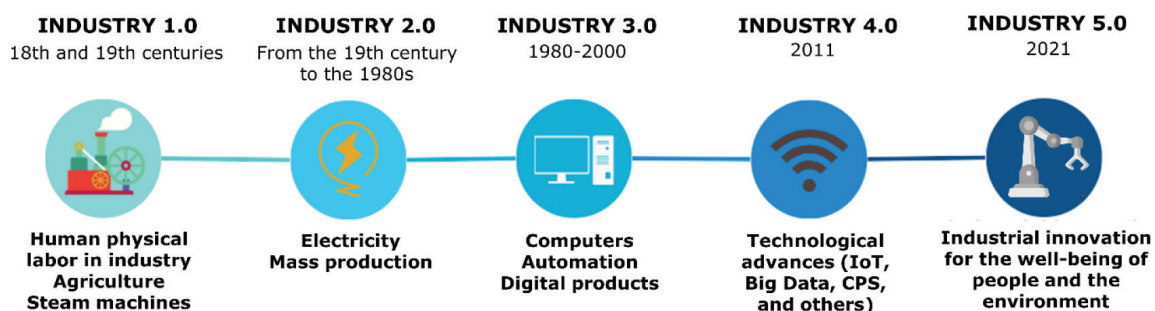 INDUSTRY 1.0
18th and 19th centuries
Human physical
labor in industry
Agriculture
Steam machines
INDUSTRY 2.0
From the 19th century
to the 1980s
Electricity
Mass production
INDUSTRY 3.0
1980-2000
Computers
Automation
Digital products
INDUSTRY 4.0
2011
Technological
advances (IoT,
Big Data, CPS,
and others)
INDUSTRY 5.0
2021
Industrial innovation
for the well-being of
people and the
environment